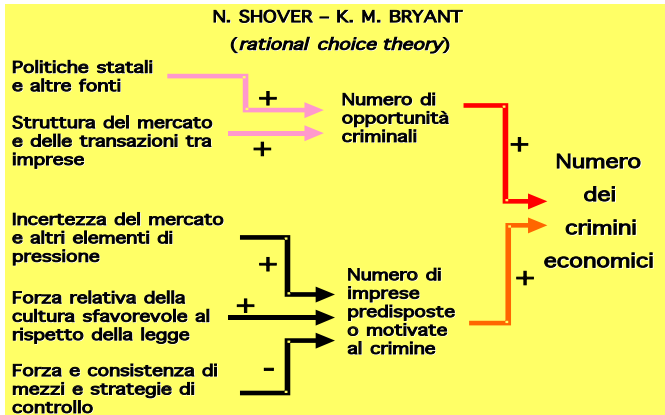 N. SHOVER – K. M. BRYANT
(rational choice theory)
Politiche statali
e altre fonti
+
Struttura del mercato
e delle transazioni tra
imprese
+
Numero di
opportunità
criminali
+
Incertezza del mercato
e altri elementi di
pressione
+
Forza relativa della
cultura sfavorevole al
rispetto della legge
+
Forza e consistenza di
mezzi e strategie di
controllo
-
Numero di
imprese
predisposte
o motivate
al crimine
+
Numero
dei
crimini
economici